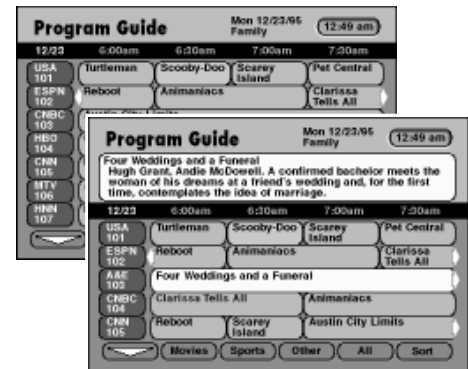 Program Guide
Mon 12/23/95
Family
12:49 am
12/23 6:00am 6:30am 7:00am 7:30am
USA
101
Turtleman
Scooby-Doo
Scarey
Island
Pet Central
ESPN
102
Reboot
Animaniacs
Clarissa
Tells All
CNBC
103
Austin City Limits
HBO
104
CNN
105
MTV
106
HNN
107
Program Guide
Mon 12/23/95
Family
12:49 am
Four Weddings and a Funeral
Hugh Grant, Andie McDowell. A confirmed bachelor meets the
woman of his dreams at a friend's wedding and, for the first
time, contemplates the idea of marriage.
12/23 6:00am 6:30am 7:00am 7:30am
USA
101
Turtleman
Scooby-Doo
Scarey
Island
Pet Central
ESPN
102
Reboot
Animaniacs
Clarissa
Tells All
A&E
103
Four Weddings and a Funeral
CNBC
104
Clarissa Tells All
Animaniacs
CNN
105
Reboot
Scarey
Island
Austin City Limits
Movies Sports Other All Sort